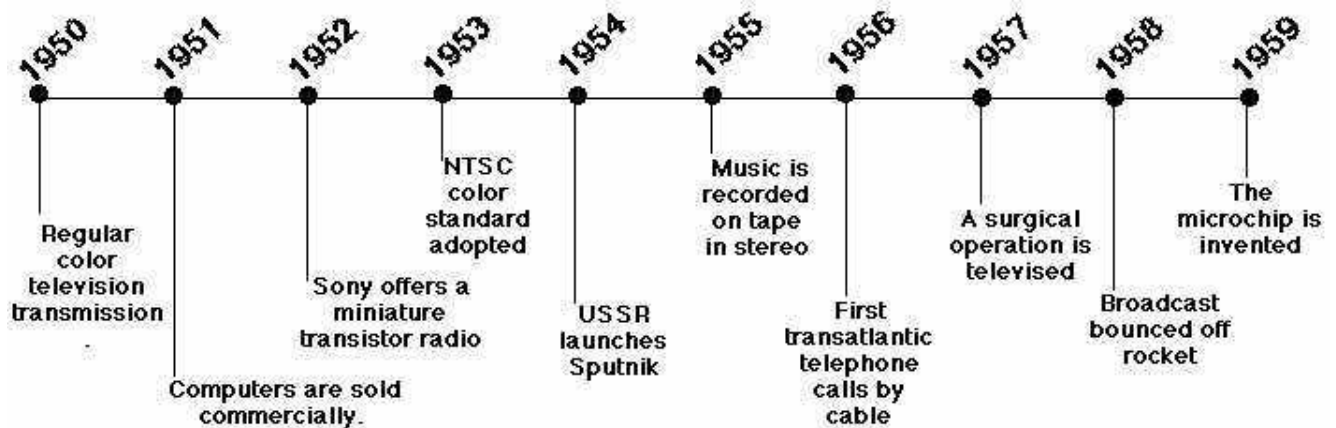 1950
1951
1952
1953
1954
1955
1956
1957
1958
1959
Regular
color
television
transmission
.
Computers are sold
commercially.
Sony offers a
miniature
transistor radio
NTSC
color
standard
adopted
USSR
launches
Sputnik
Music is
recorded
on tape
in stereo
First
transatlantic
telephone
calls by
cable
A surgical
operation is
televised
Broadcast
bounced off
rocket
The
microchip is
invented